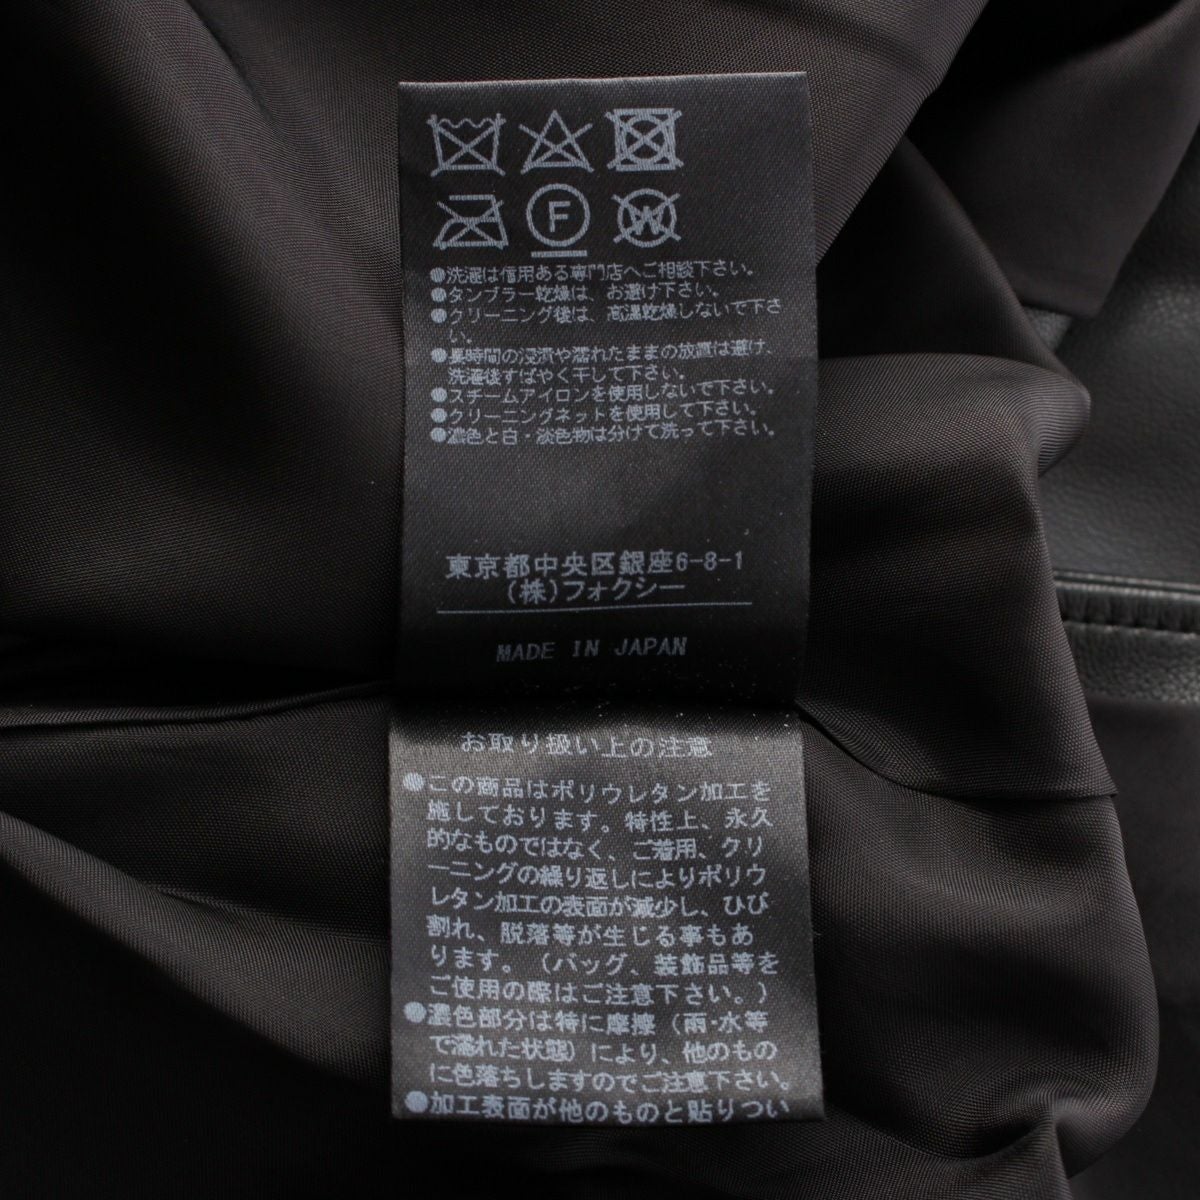 F
W
●洗濯は信用ある専門店へご相談下さい。
●タンブラー乾燥は、お避け下さい。
●クリーニング後は、高温乾燥しないで下さ
い。
●長時間の浸漬や濡れたままの放置は避け、
洗濯後すばやく干して下さい。
●スチームアイロンを使用しないで下さい。
●クリーニングネットを使用して下さい。
●濃色と白・淡色物は分けて洗って下さい。
東京都中央区銀座6-8-1
(株)フォクシー
MADE IN JAPAN
お取り扱い上の注意
●この商品はポリウレタン加工を
施しております。特性上、永久
的なものではなく、ご着用、クリ
ーニングの繰り返しによりポリウ
レタン加工の表面が減少し、ひび
割れ、脱落等が生じる事もあ
ります。（バッグ、装飾品等を
ご使用の際はご注意下さい。）
●濃色部分は特に摩擦（雨・水等
で濡れた状態）により、他のもの
に色落ちしますのでご注意下さい。
●加工表面が他のものと貼りつい